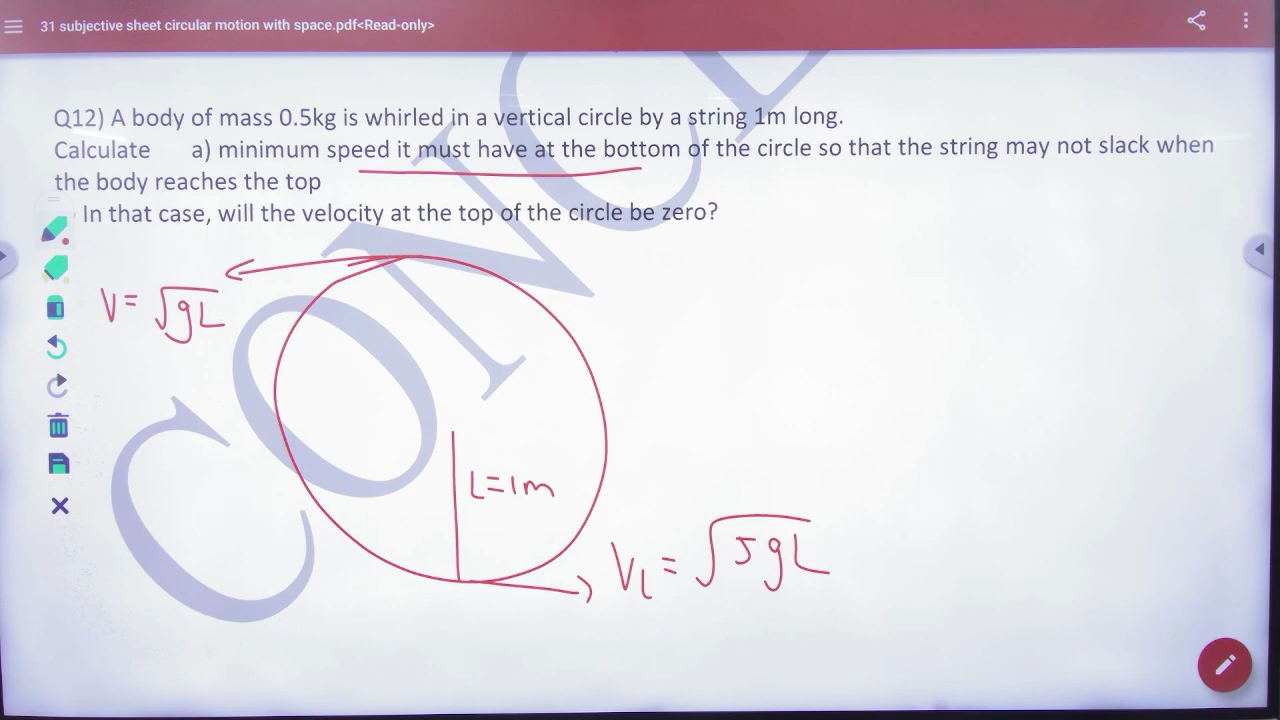 31 subjective sheet circular motion with space.pdf<Read-only>
Q12) A body of mass 0.5kg is whirled in a vertical circle by a string 1m long.
Calculate a) minimum speed it must have at the bottom of the circle so that the string may not slack when
the body reaches the top
In that case, will the velocity at the top of the circle be zero?
V = √gL
L=1m
V_L = √5gL
CONCE